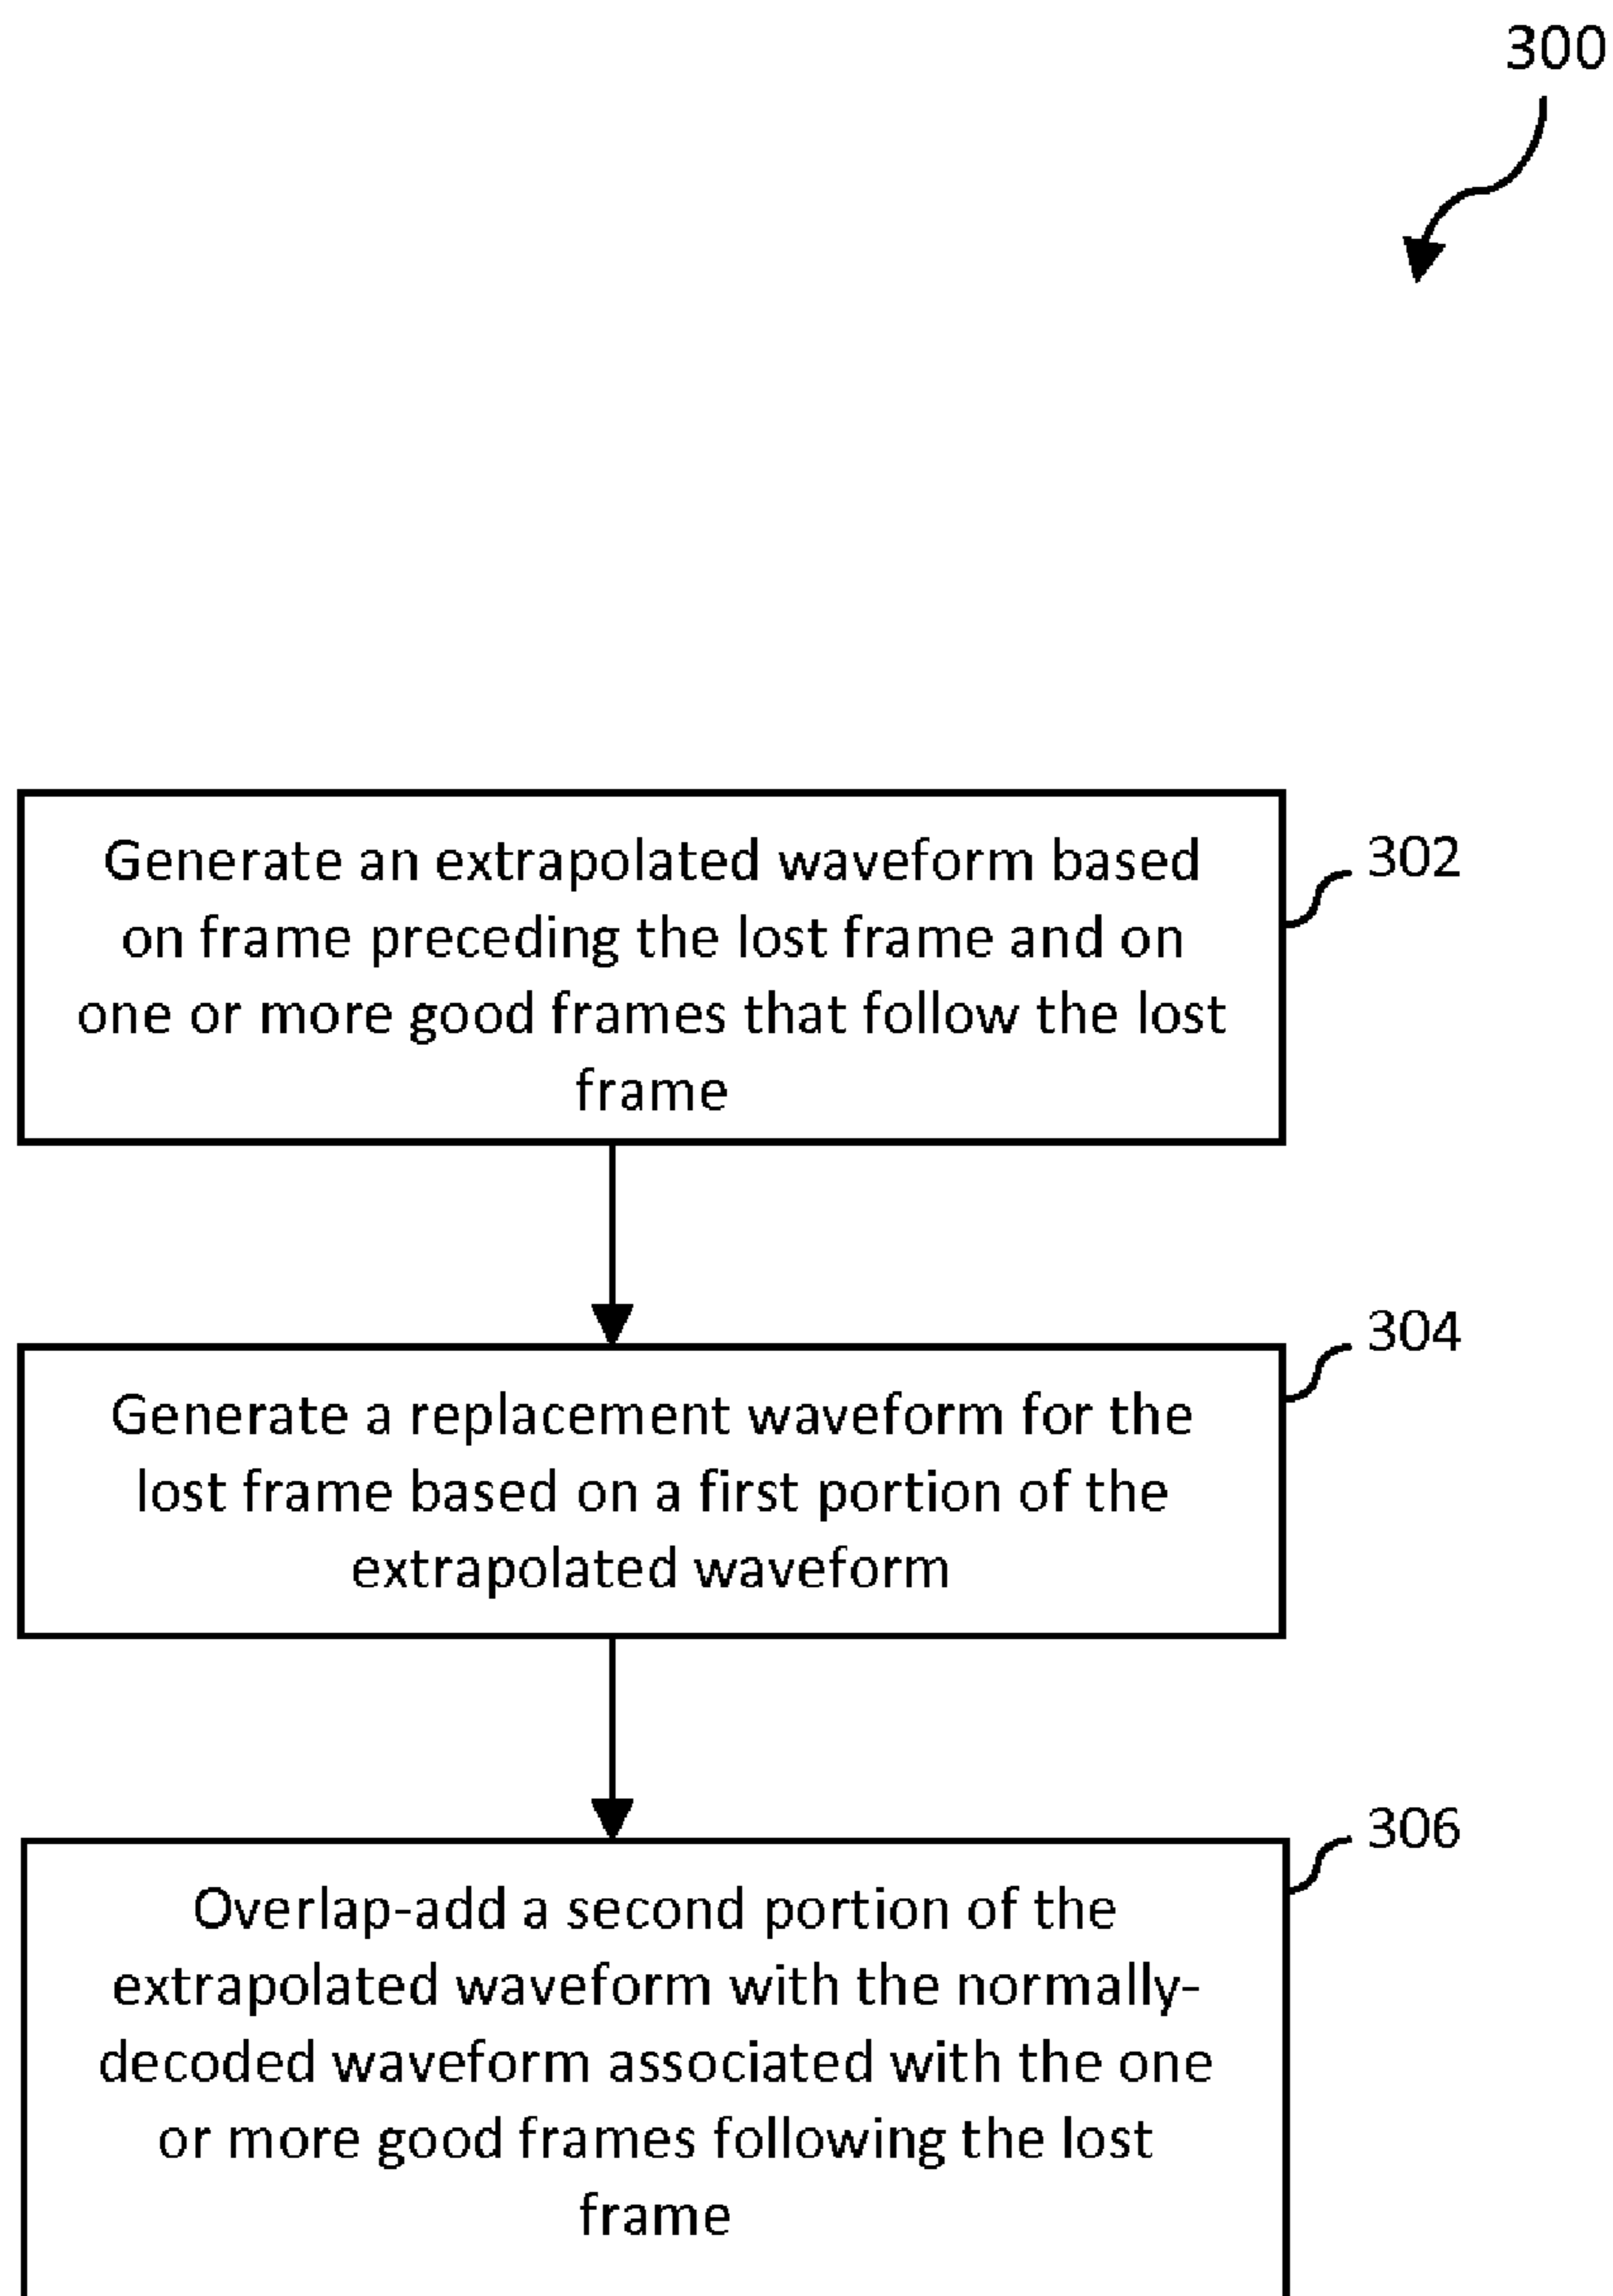 300
Generate an extrapolated waveform based
on frame preceding the lost frame and on
one or more good frames that follow the lost
frame
302
Generate a replacement waveform for the
lost frame based on a first portion of the
extrapolated waveform
304
Overlap-add a second portion of the
extrapolated waveform with the normally-
decoded waveform associated with the one
or more good frames following the lost
frame
306